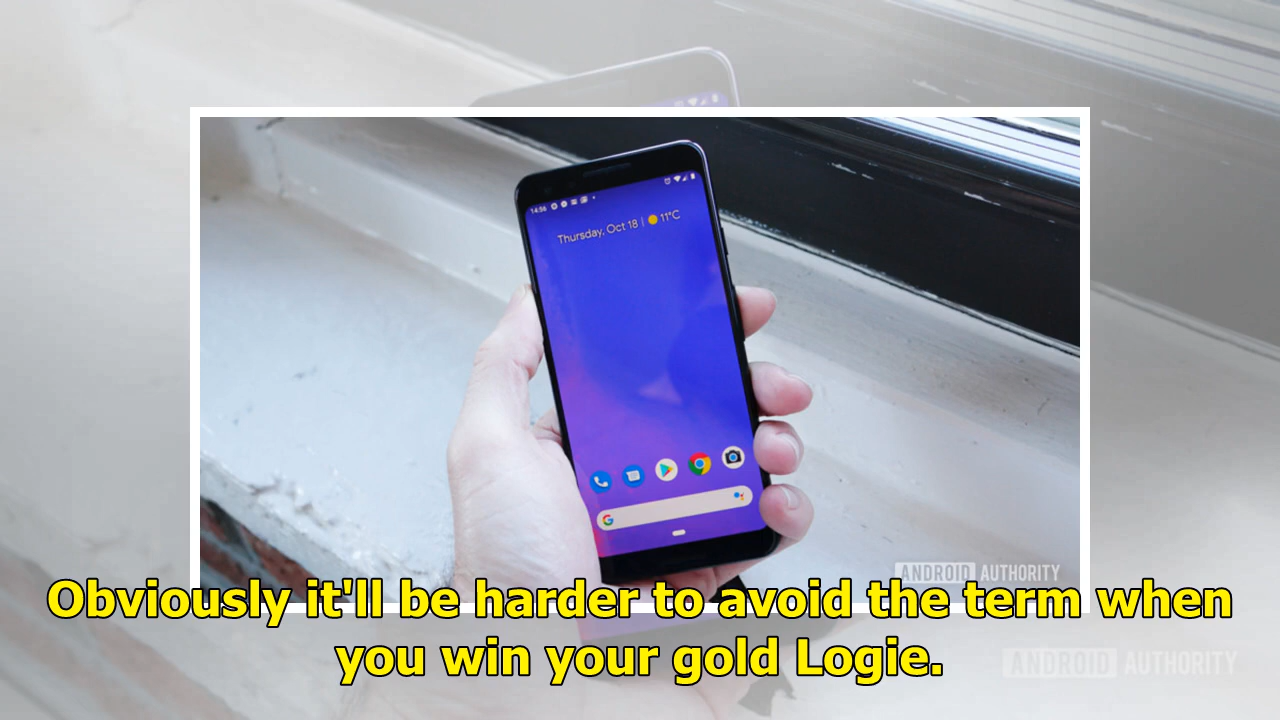 14:56
Thursday, Oct 18 | 11°C
G
ANDROID AUTHORITY
Obviously it'll be harder to avoid the term when
you win your gold Logie.
ANDROID AUTHORITY